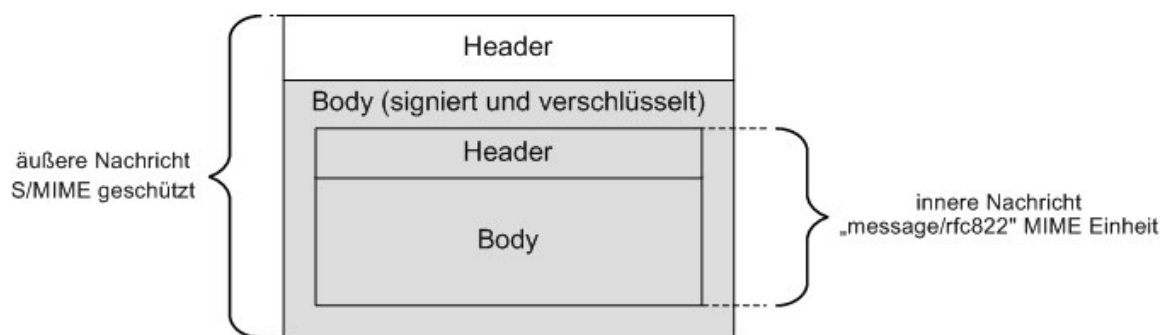 Header
Body (signiert und verschlüsselt)
Header
äußere Nachricht
S/MIME geschützt
innere Nachricht
„message/rfc822" MIME Einheit
Body